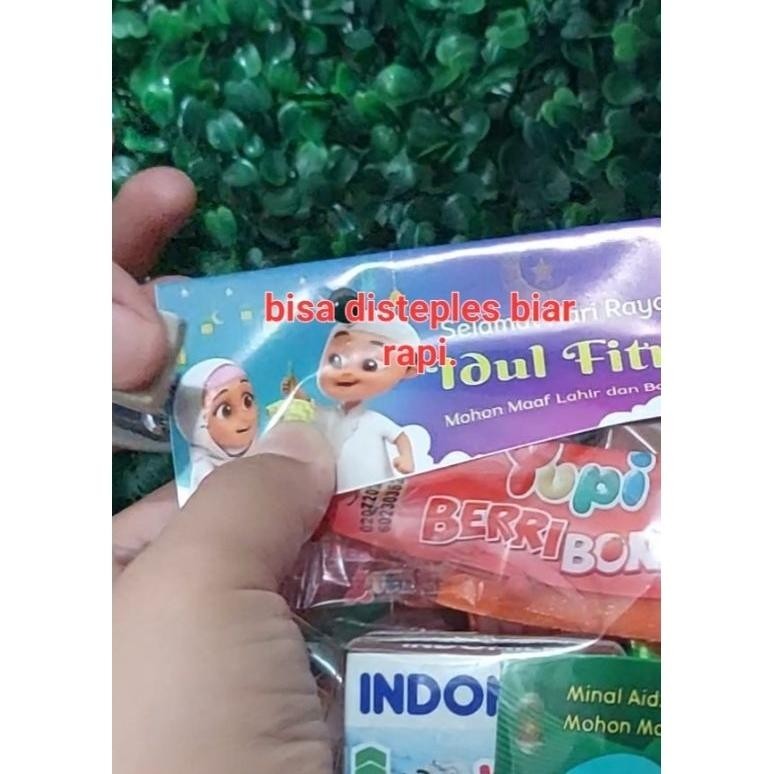 bisa disteples biar
rapi.
Selamat Hari Raya
Idul Fit
Mohon Maaf Lahir dan Ba
Yupi
BERRI BON
INDO
Minal Aid
Mohon Ma